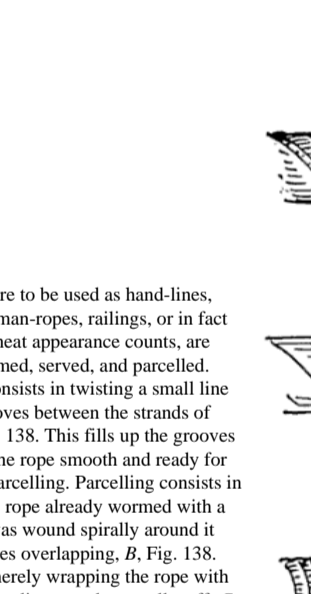 re to be used as hand-lines,
man-ropes, railings, or in fact
neat appearance counts, are
med, served, and parcelled.
nsists in twisting a small line
oves between the strands of
138. This fills up the grooves
he rope smooth and ready for
arcelling. Parcelling consists in
rope already wormed with a
as wound spirally around it
es overlapping, B, Fig. 138.
nerely wrapping the rope with